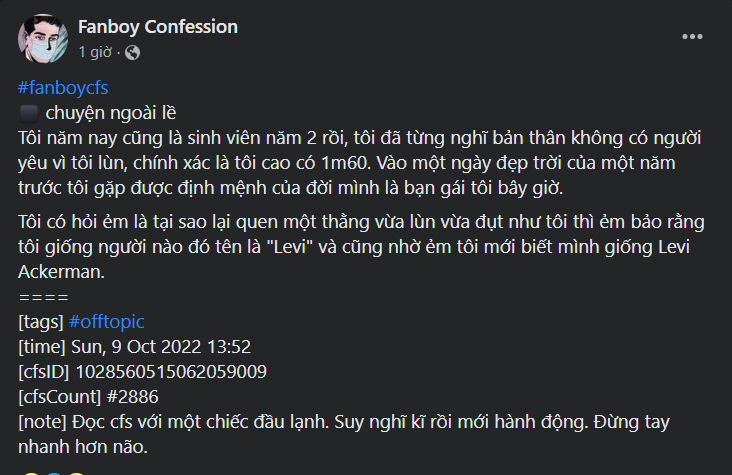 Fanboy Confession
1 giờ ·
#fanboycfs
chuyện ngoài lề
Tôi năm nay cũng là sinh viên năm 2 rồi, tôi đã từng nghĩ bản thân không có người
yêu vì tôi lùn, chính xác là tôi cao có 1m60. Vào một ngày đẹp trời của một năm
trước tôi gặp được định mệnh của đời mình là bạn gái tôi bây giờ.
Tôi có hỏi ẻm là tại sao lại quen một thằng vừa lùn vừa đụt như tôi thì ẻm bảo rằng
tôi giống người nào đó tên là "Levi" và cũng nhờ ẻm tôi mới biết mình giống Levi
Ackerman.
====
[tags] #offtopic
[time] Sun, 9 Oct 2022 13:52
[cfsID] 1028560515062059009
[cfsCount] #2886
[note] Đọc cfs với một chiếc đầu lạnh. Suy nghĩ kĩ rồi mới hành động. Đừng tay
nhanh hơn não.